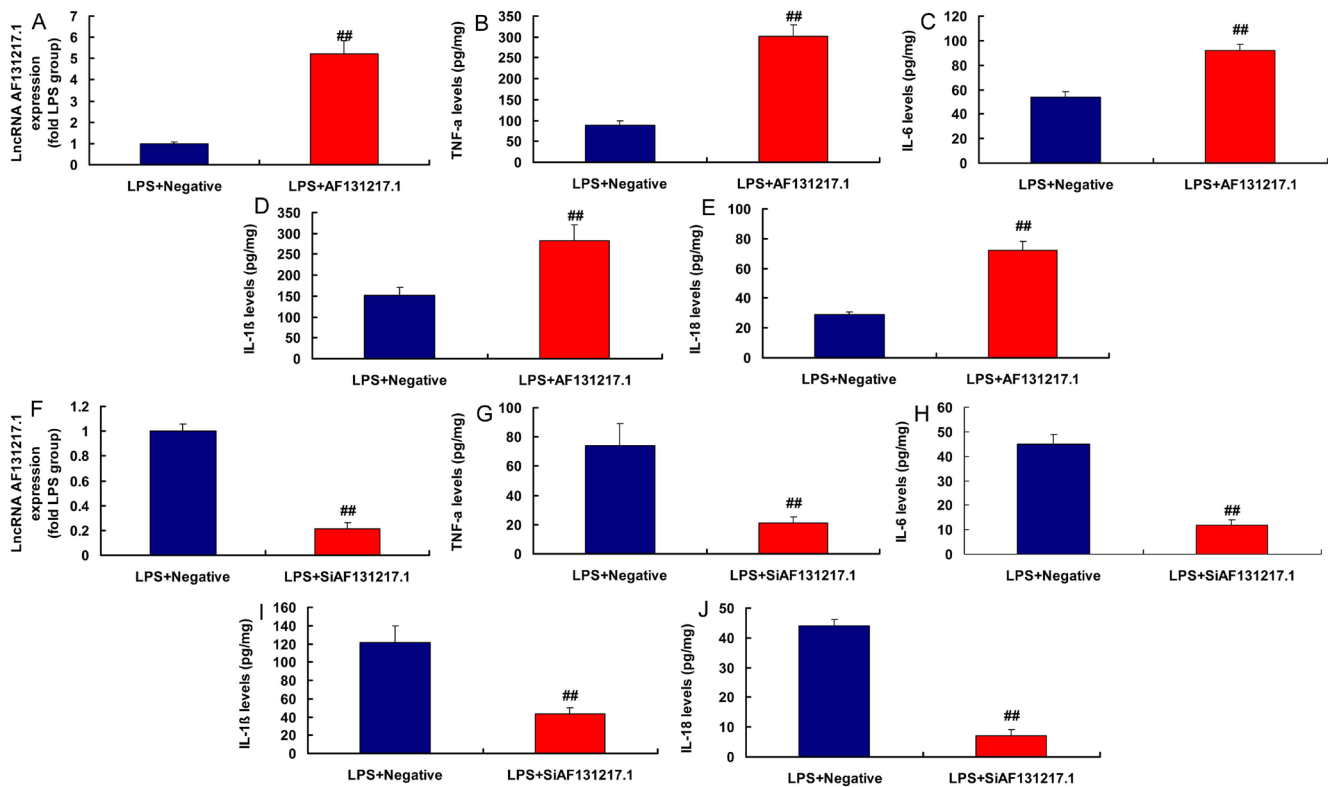 A
LncRNA AF131217.1
expression
(fold LPS group)
7
6
5
4
3
2
1
0
##
LPS+Negative
LPS+AF131217.1
B
TNF-a levels (pg/mg)
350
300
250
200
150
100
50
0
##
LPS+Negative
LPS+AF131217.1
C
IL-6 levels (pg/mg)
120
100
80
60
40
20
0
##
LPS+Negative
LPS+AF131217.1
D
IL-1ß levels (pg/mg)
350
300
250
200
150
100
50
0
##
LPS+Negative
LPS+AF131217.1
E
IL-18 levels (pg/mg)
100
80
60
40
20
0
##
LPS+Negative
LPS+AF131217.1
F
LncRNA AF131217.1
expression
(fold LPS group)
1.2
1
0.8
0.6
0.4
0.2
0
##
LPS+Negative
LPS+SiAF131217.1
G
TNF-a levels (pg/mg)
100
80
60
40
20
0
##
LPS+Negative
LPS+SiAF131217.1
H
IL-6 levels (pg/mg)
60
50
40
30
20
10
0
##
LPS+Negative
LPS+SiAF131217.1
I
IL-1ß levels (pg/mg)
160
140
120
100
80
60
40
20
0
##
LPS+Negative
LPS+SiAF131217.1
J
IL-18 levels (pg/mg)
50
40
30
20
10
0
##
LPS+Negative
LPS+SiAF131217.1